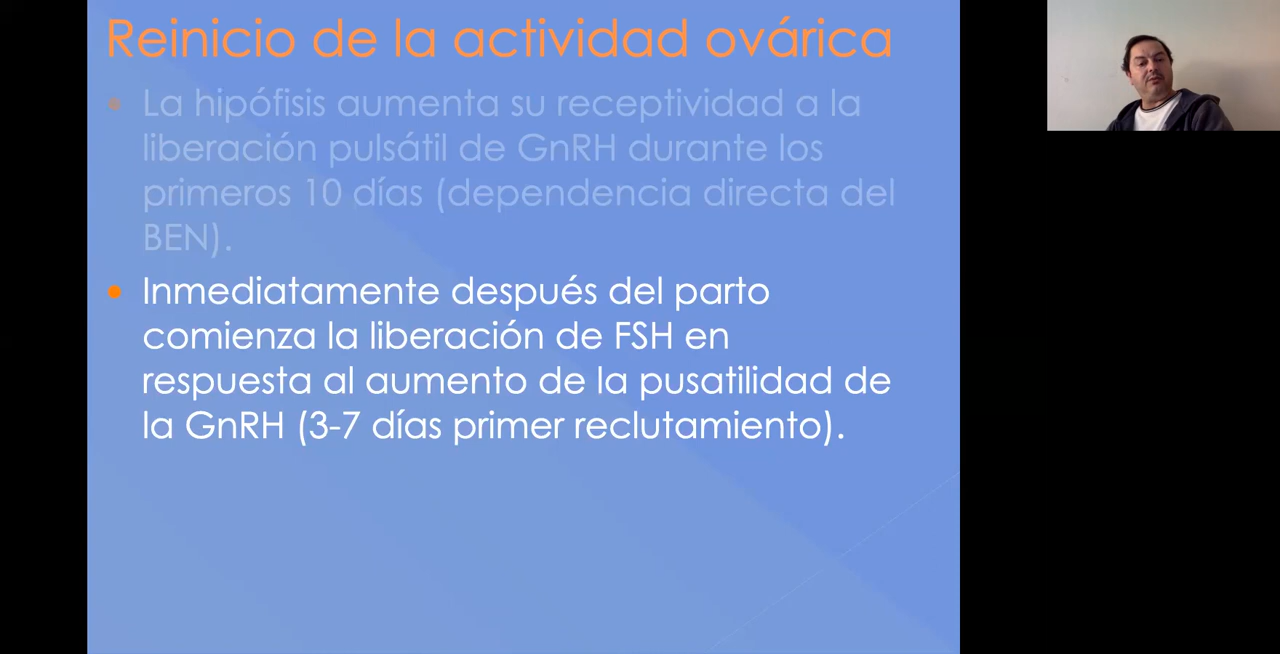 Reinicio de la actividad ovárica
La hipófisis aumenta su receptividad a la
liberación pulsátil de GnRH durante los
primeros 10 días (dependencia directa del
BEN).
Inmediatamente después del parto
comienza la liberación de FSH en
respuesta al aumento de la pusatilidad de
la GnRH (3-7 días primer reclutamiento).